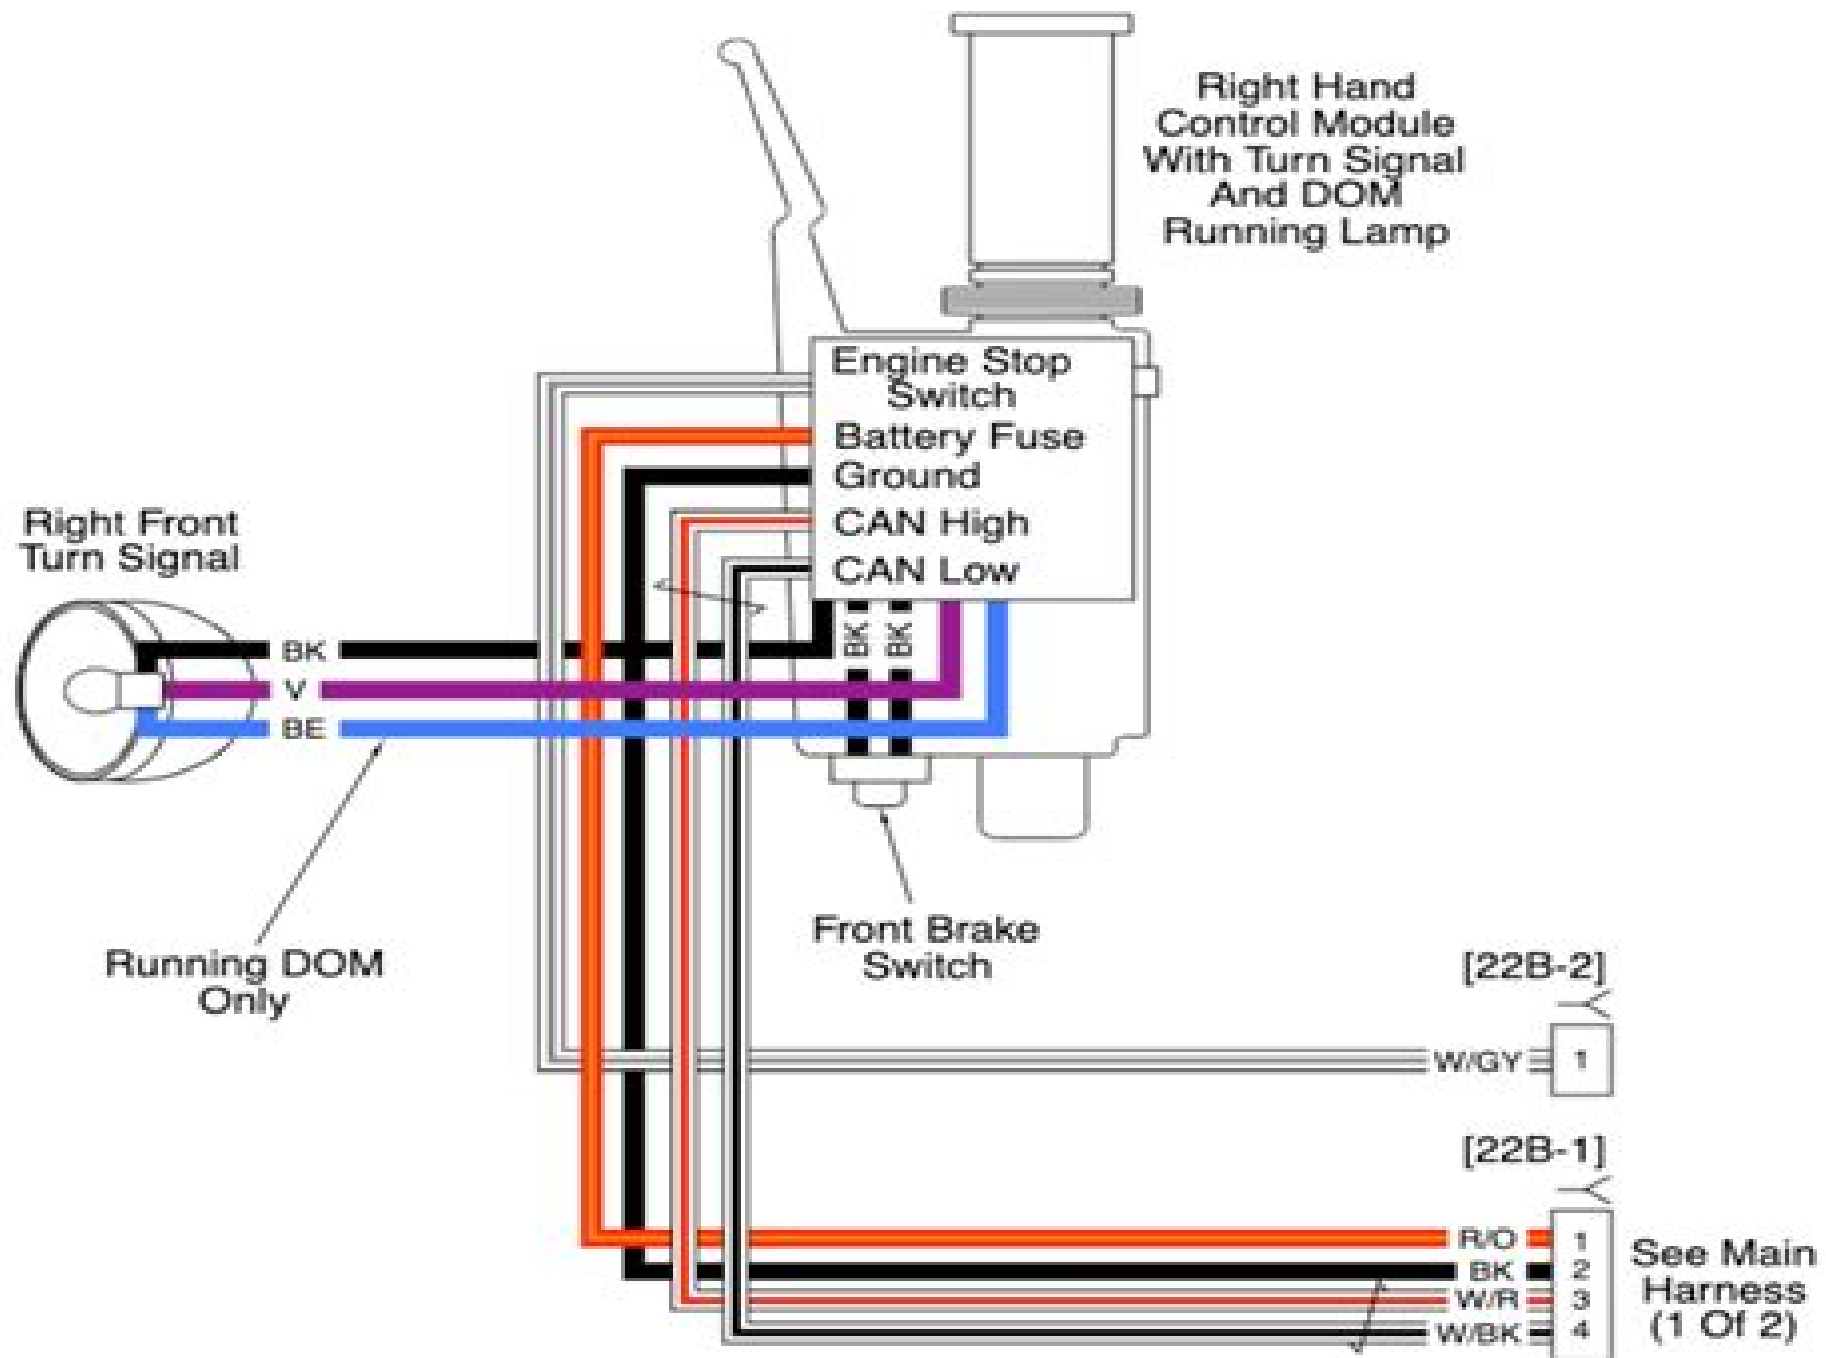 Right Hand
Control Module
With Turn Signal
And DOM
Running Lamp
Engine Stop
Switch
Battery Fuse
Ground
CAN High
CAN Low
Right Front
Turn Signal
BK
V
BE
BK
BK
Running DOM
Only
Front Brake
Switch
[22B-2]
W/GY 1
[22B-1]
R/O 1
BK 2
W/R 3
W/BK 4
See Main
Harness
(1 Of 2)